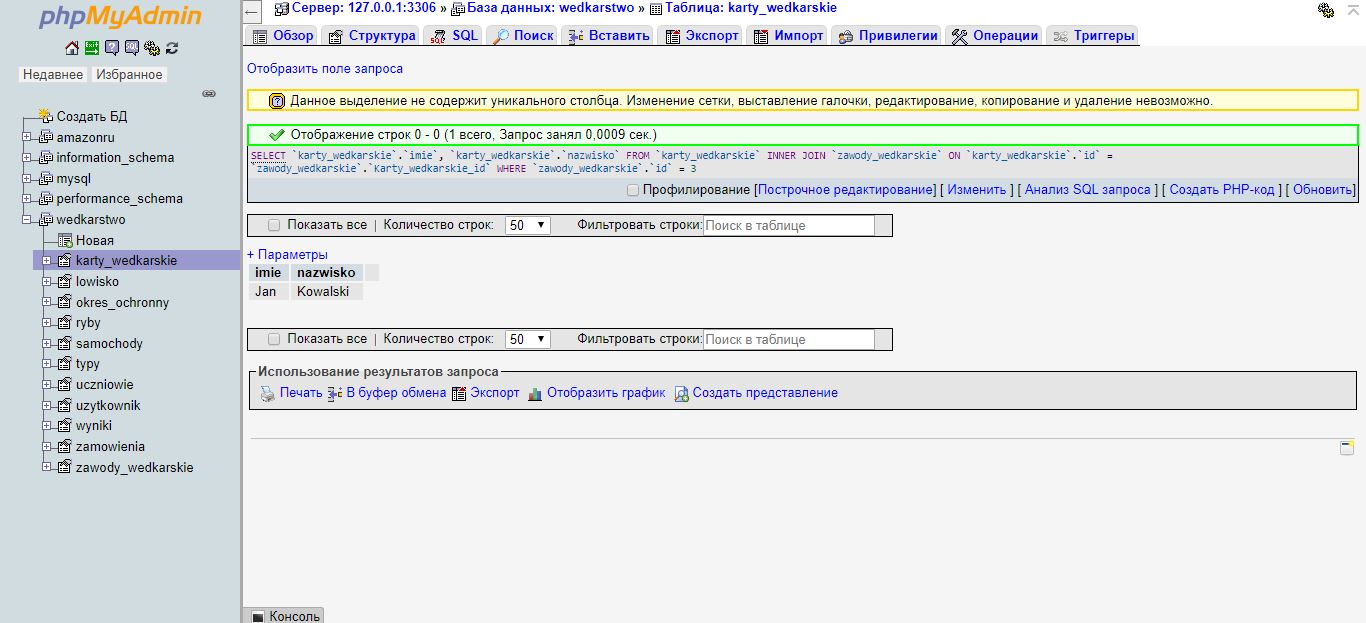 phpMyAdmin
Недавнее Избранное
Создать БД
amazonru
information_schema
mysql
performance_schema
wedkarstwo
Новая
karty_wedkarskie
lowisko
okres_ochronny
ryby
samochody
typy
uczniowie
uzytkownik
wyniki
zamowienia
zawody_wedkarskie
Сервер: 127.0.0.1:3306 » База данных: wedkarstwo » Таблица: karty_wedkarskie
Обзор Структура SQL Поиск Вставить Экспорт Импорт Привилегии Операции Триггеры
Отобразить поле запроса
Данное выделение не содержит уникального столбца. Изменение сетки, выставление галочки, редактирование, копирование и удаление невозможно.
Отображение строк 0 - 0 (1 всего, Запрос занял 0,0009 сек.)
SELECT `karty_wedkarskie`.`imie`, `karty_wedkarskie`.`nazwisko` FROM `karty_wedkarskie` INNER JOIN `zawody_wedkarskie` ON `karty_wedkarskie`.`id` =
`zawody_wedkarskie`.`Karty_wedkarskie_id` WHERE `zawody_wedkarskie`.`id` = 3
Профилирование [Построчное редактирование] [ Изменить ] [ Анализ SQL запроса ] [ Создать PHP-код ] [ Обновить]
Показать все | Количество строк: 50 Фильтровать строки: Поиск в таблице
+ Параметры
imie nazwisko
Jan Kowalski
Показать все | Количество строк: 50 Фильтровать строки: Поиск в таблице
Использование результатов запроса
Печать В буфер обмена Экспорт Отобразить график Создать представление
Консоль